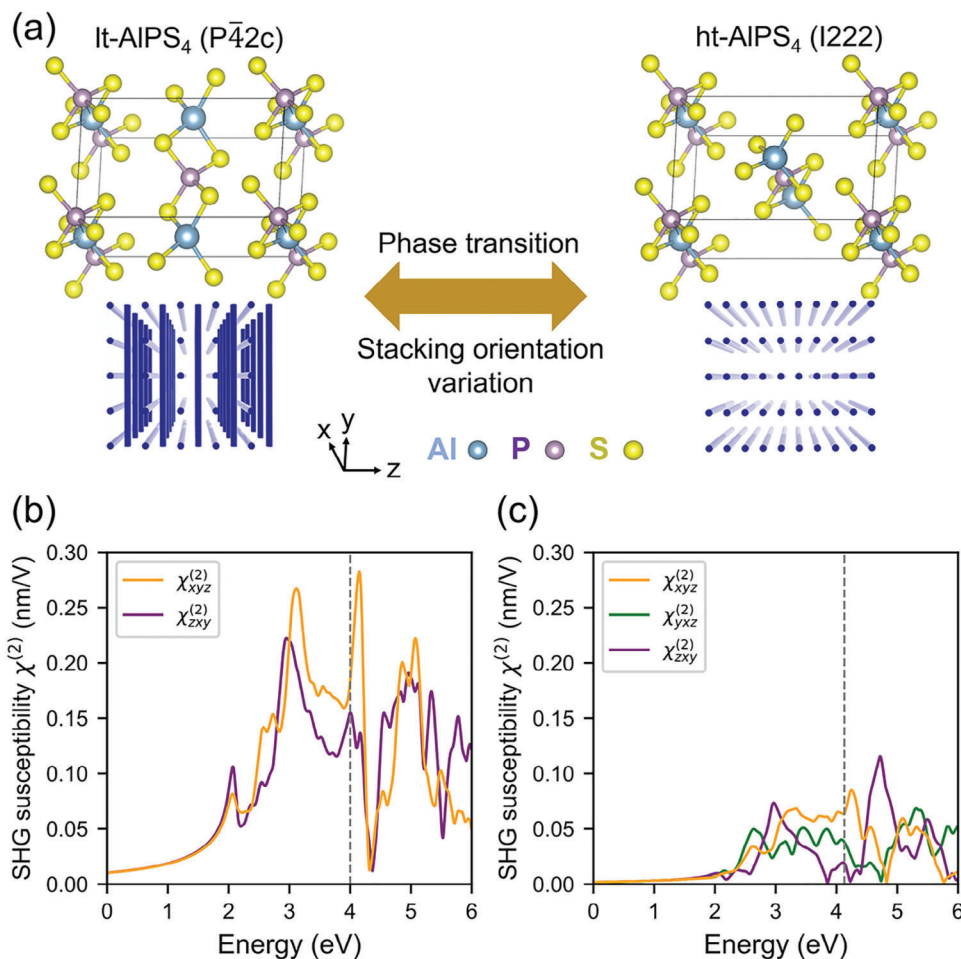 (a)
lt-AlPS₄ (P4̅2c)
ht-AlPS₄ (I222)
Phase transition
Stacking orientation
variation
x y z
Al P S
(b)
(c)
SHG susceptibility χ⁽²⁾ (nm/V)
0.30
0.25
0.20
0.15
0.10
0.05
0.00
χ⁽²⁾xyz
χ⁽²⁾zxy
0 1 2 3 4 5 6
Energy (eV)
SHG susceptibility χ⁽²⁾ (nm/V)
0.30
0.25
0.20
0.15
0.10
0.05
0.00
χ⁽²⁾xyz
χ⁽²⁾yxz
χ⁽²⁾zxy
0 1 2 3 4 5 6
Energy (eV)